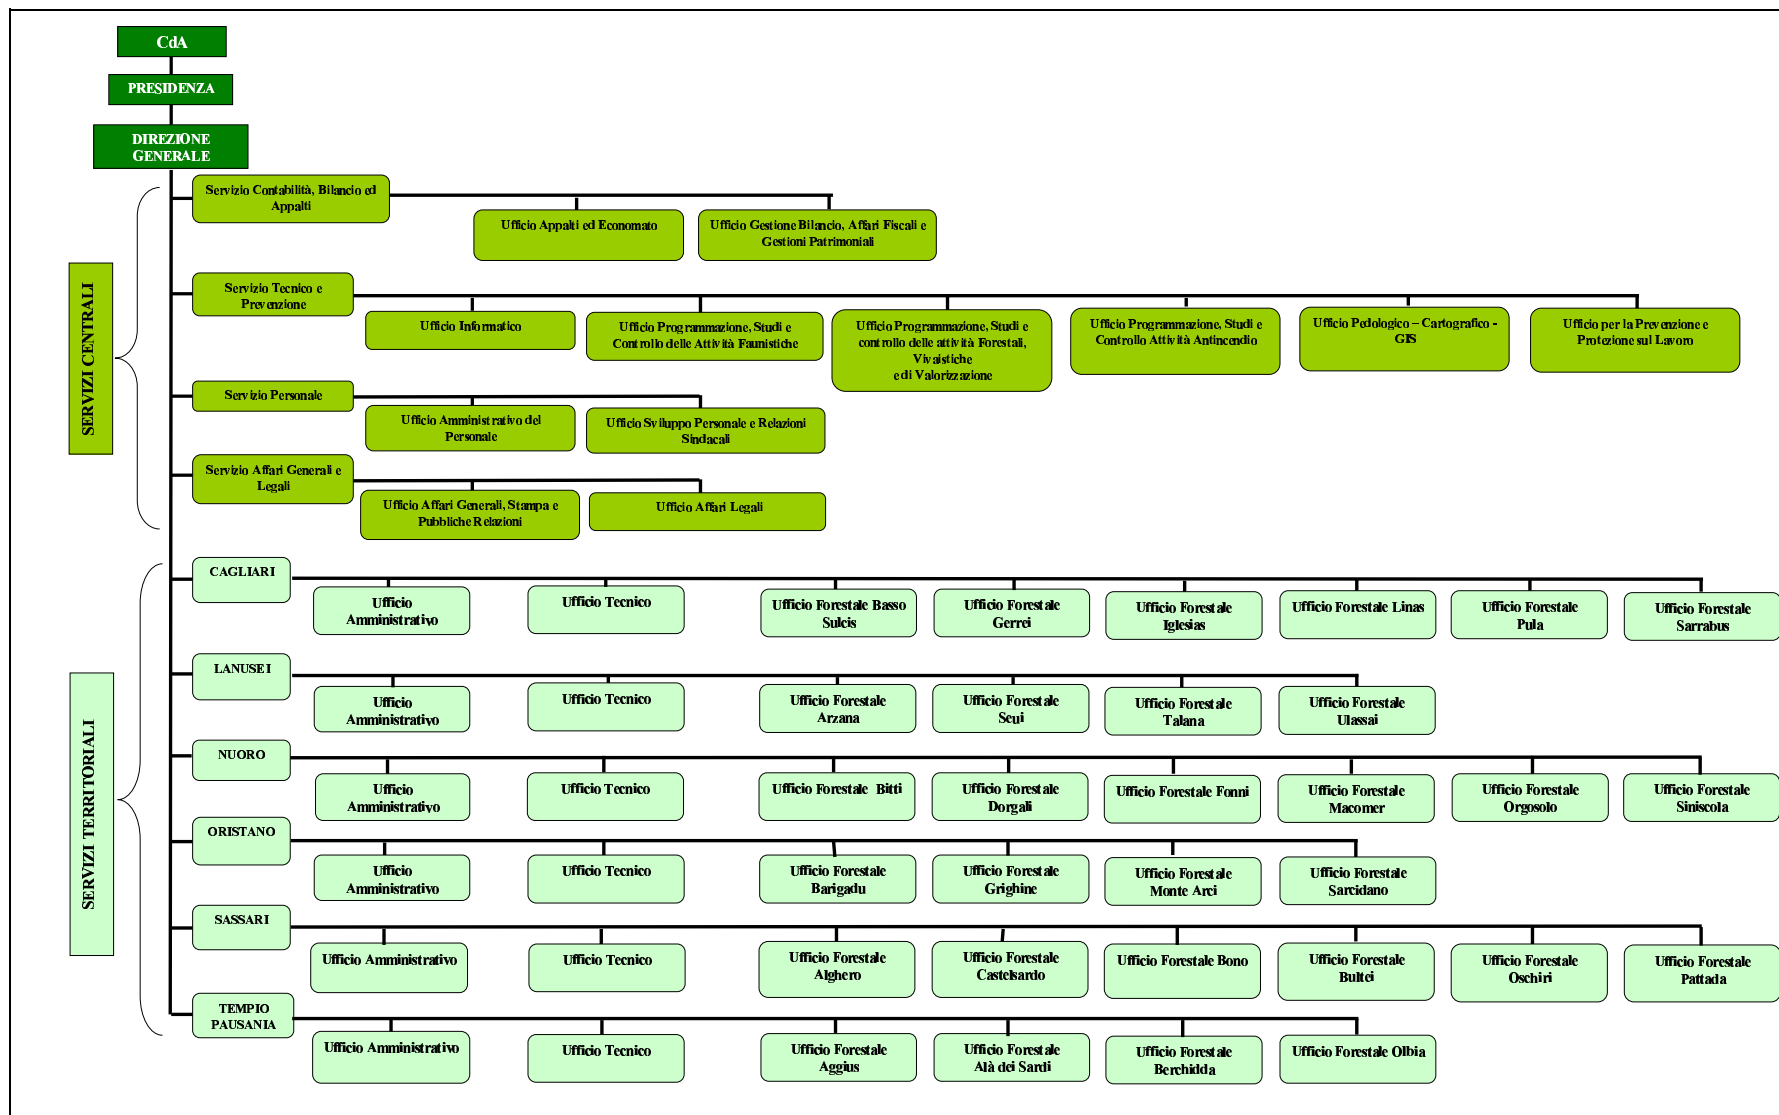 CdA
PRESIDENZA
DIREZIONE
GENERALE
SERVIZI CENTRALI
Servizio Contabilità, Bilancio ed
Appalti
Ufficio Appalti ed Economato
Ufficio Gestione Bilancio, Affari Fiscali e
Gestioni Patrimoniali
Servizio Tecnico e
Prevenzione
Ufficio Informatico
Ufficio Programmazione, Studi e
Controllo delle Attività Faunistiche
Ufficio Programmazione, Studi e
controllo delle attività Forestali,
Vivaistiche
e di Valorizzazione
Ufficio Programmazione, Studi e
Controllo Attività Antincendio
Ufficio Pedologico – Cartografico -
GIS
Ufficio per la Prevenzione e
Protezione sul Lavoro
Servizio Personale
Ufficio Amministrativo del
Personale
Ufficio Sviluppo Personale e Relazioni
Sindacali
Servizio Affari Generali e
Legali
Ufficio Affari Generali, Stampa e
Pubbliche Relazioni
Ufficio Affari Legali
SERVIZI TERRITORIALI
CAGLIARI
Ufficio
Amministrativo
Ufficio Tecnico
Ufficio Forestale Basso
Sulcis
Ufficio Forestale
Gerrei
Ufficio Forestale
Iglesias
Ufficio Forestale Linas
Ufficio Forestale
Pula
Ufficio Forestale
Sarrabus
LANUSEI
Ufficio
Amministrativo
Ufficio Tecnico
Ufficio Forestale
Arzana
Ufficio Forestale
Seui
Ufficio Forestale
Talana
Ufficio Forestale
Ulassai
NUORO
Ufficio
Amministrativo
Ufficio Tecnico
Ufficio Forestale Bitti
Ufficio Forestale
Dorgali
Ufficio Forestale Fonni
Ufficio Forestale
Macomer
Ufficio Forestale
Orgosolo
Ufficio Forestale
Siniscola
ORISTANO
Ufficio
Amministrativo
Ufficio Tecnico
Ufficio Forestale
Barigadu
Ufficio Forestale
Grighine
Ufficio Forestale
Monte Arci
Ufficio Forestale
Sarcidano
SASSARI
Ufficio Amministrativo
Ufficio Tecnico
Ufficio Forestale
Alghero
Ufficio Forestale
Castelsardo
Ufficio Forestale Bono
Ufficio Forestale
Bultei
Ufficio Forestale
Oschiri
Ufficio Forestale
Pattada
TEMPIO
PAUSANIA
Ufficio Amministrativo
Ufficio Tecnico
Ufficio Forestale
Aggius
Ufficio Forestale
Alà dei Sardi
Ufficio Forestale
Berchidda
Ufficio Forestale Olbia